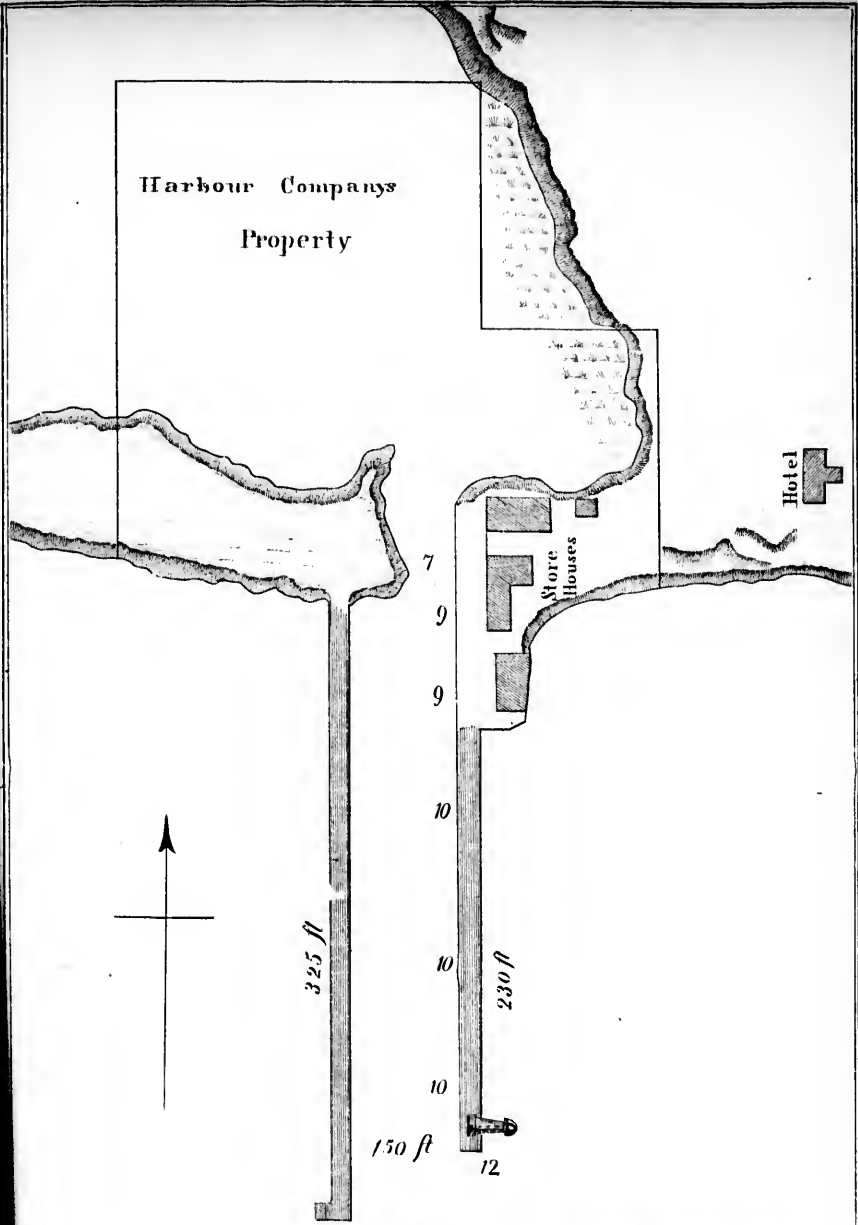 Harbour Companys
Property
Hotel
Store
Houses
7
9
9
10
10
10
325 ft
230 ft
150 ft
12